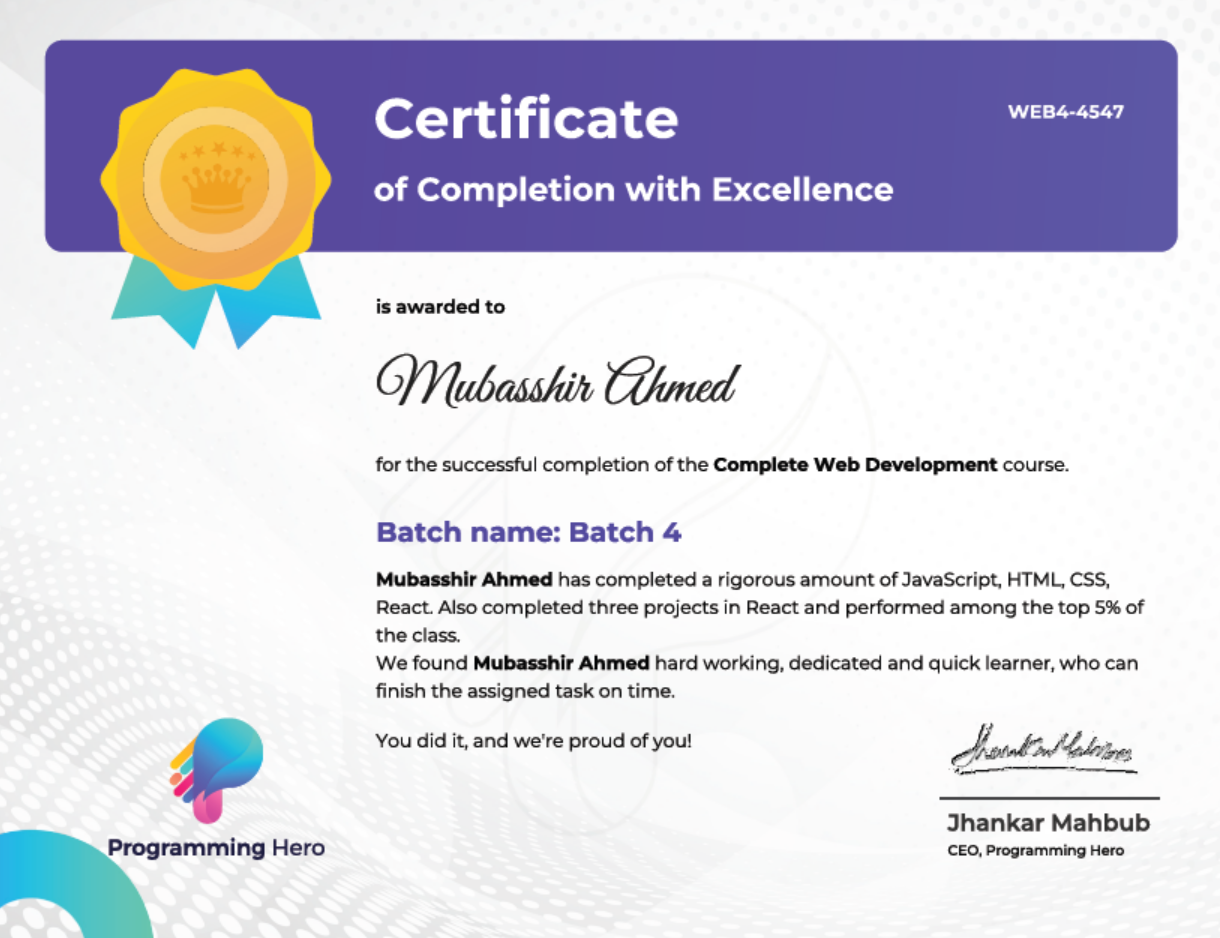 Certificate
WEB4-4547
of Completion with Excellence
is awarded to
Mubasshir Ahmed
for the successful completion of the Complete Web Development course.
Batch name: Batch 4
Mubasshir Ahmed has completed a rigorous amount of JavaScript, HTML, CSS,
React. Also completed three projects in React and performed among the top 5% of
the class.
We found Mubasshir Ahmed hard working, dedicated and quick learner, who can
finish the assigned task on time.
You did it, and we're proud of you!
Jhankar Mahbub
Jhankar Mahbub
CEO, Programming Hero
Programming Hero